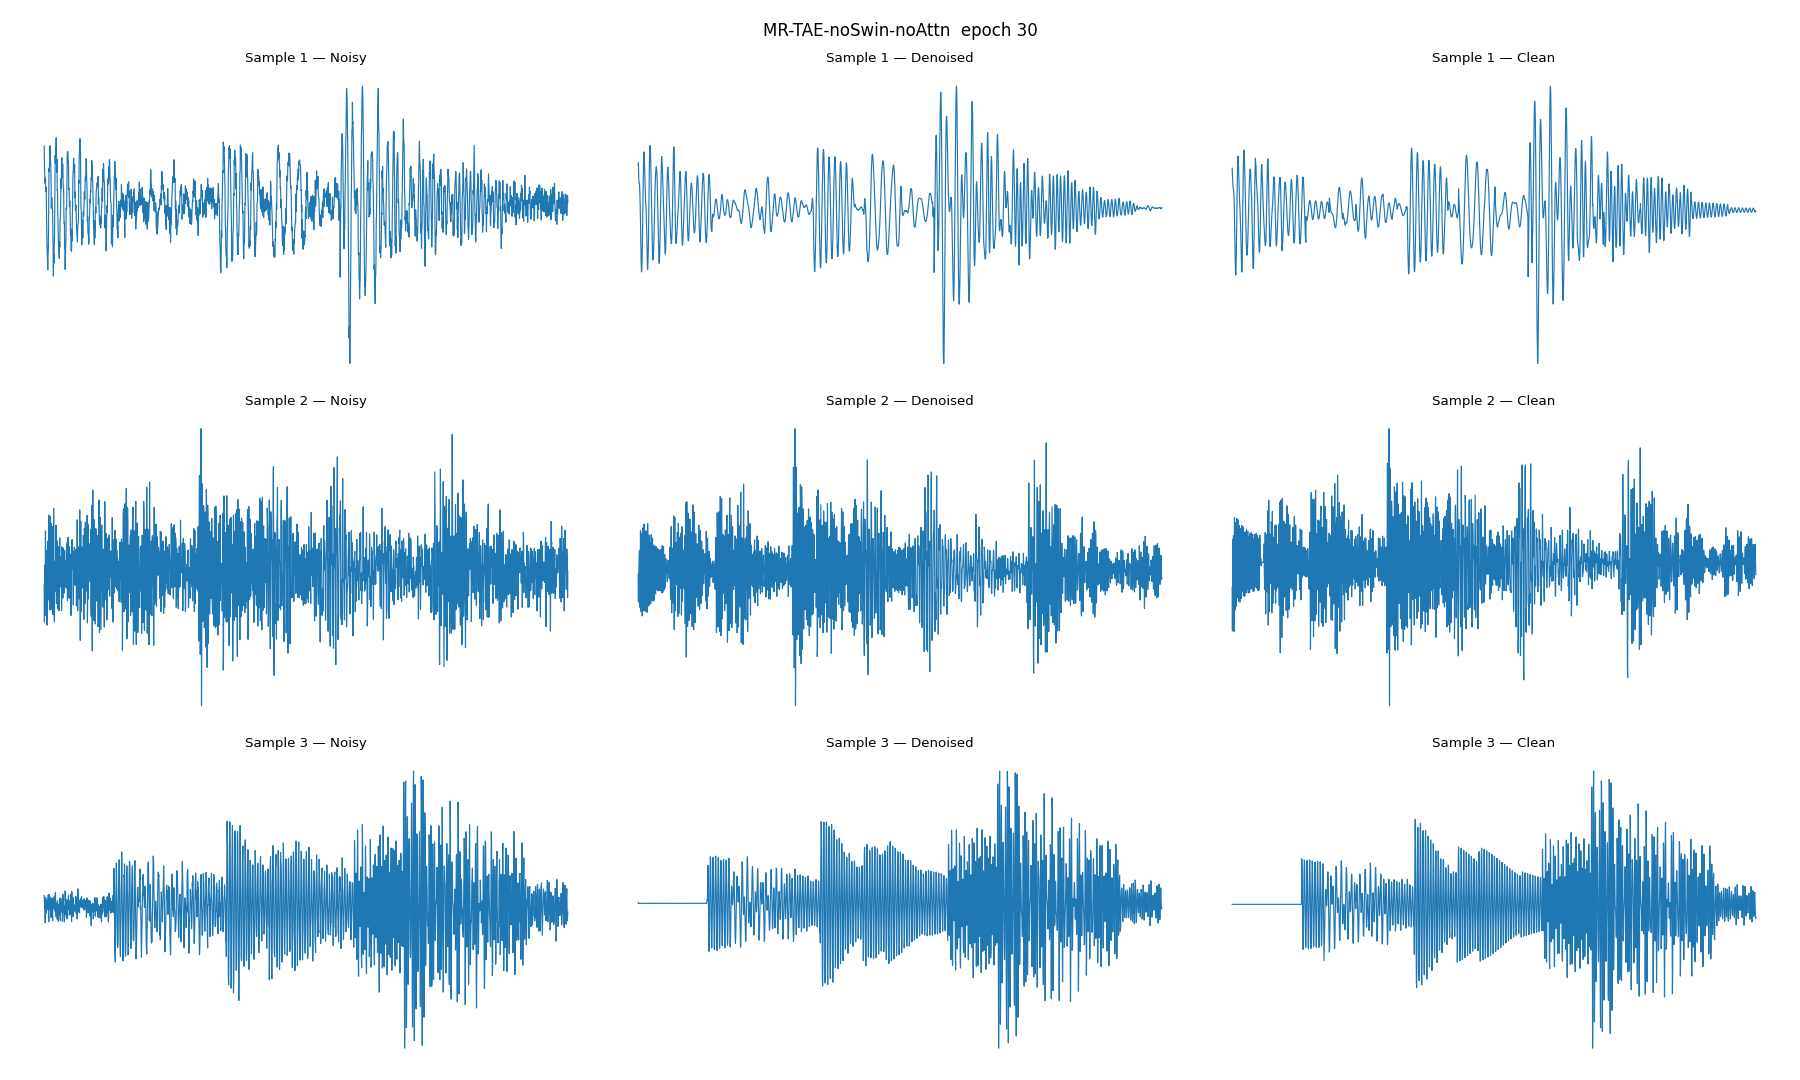 MR-TAE-noSwin-noAttn  epoch 30
Sample 1 — Noisy
Sample 1 — Denoised
Sample 1 — Clean
Sample 2 — Noisy
Sample 2 — Denoised
Sample 2 — Clean
Sample 3 — Noisy
Sample 3 — Denoised
Sample 3 — Clean